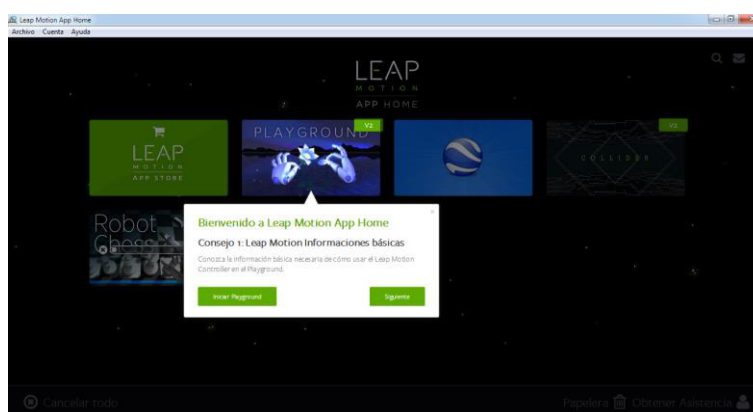 Leap Motion App Home
Archivo Cuenta Ayuda
LEAP
MOTION
APP HOME
LEAP
MOTION
APP STORE
PLAYGROUND
V2
V2
COLLIDER
Robot
Chess
Bienvenido a Leap Motion App Home
Consejo 1: Leap Motion Informaciones básicas
Conozca la información básica necesaria de cómo usar el Leap Motion
Controller en el Playground.
Iniciar Playground
Siguiente
Cancelar todo
Papelera
Obtener Asistencia